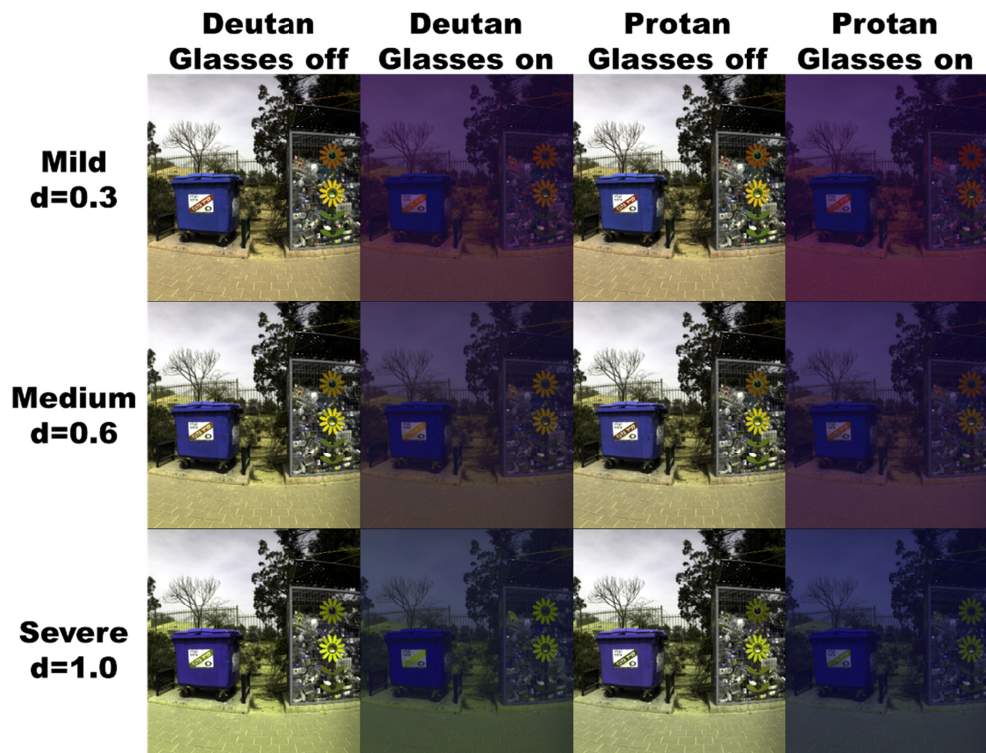 Deutan
Glasses off
Deutan
Glasses on
Protan
Glasses off
Protan
Glasses on
Mild
d=0.3
Medium
d=0.6
Severe
d=1.0